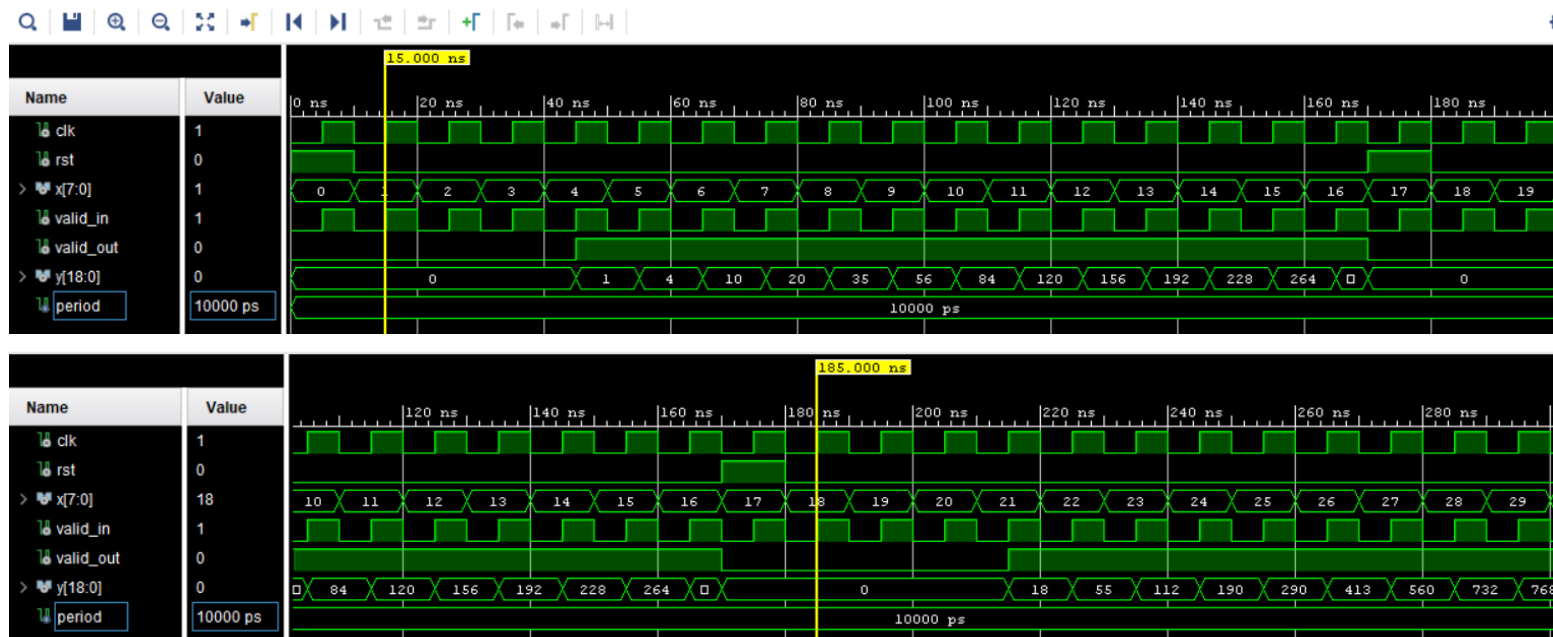 15.000 ns
Name Value 0 ns 20 ns 40 ns 60 ns 80 ns 100 ns 120 ns 140 ns 160 ns 180 ns
clk 1
rst 0
x[7:0] 1 0 1 2 3 4 5 6 7 8 9 10 11 12 13 14 15 16 17 18 19
valid_in 1
valid_out 0
y[18:0] 0 0 1 4 10 20 35 56 84 120 156 192 228 264 0
period 10000 ps 10000 ps
185.000 ns
Name Value 120 ns 140 ns 160 ns 180 ns 200 ns 220 ns 240 ns 260 ns 280 ns
clk 1
rst 0
x[7:0] 18 10 11 12 13 14 15 16 17 18 19 20 21 22 23 24 25 26 27 28 29
valid_in 1
valid_out 0
y[18:0] 0 84 120 156 192 228 264 0 18 55 112 190 290 413 560 732 768
period 10000 ps 10000 ps